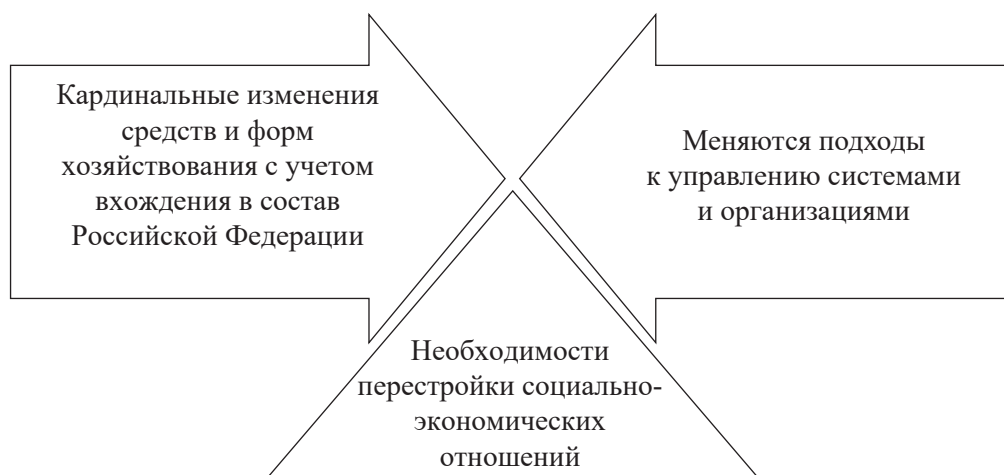 Кардинальные изменения
средств и форм
хозяйствования с учетом
вхождения в состав
Российской Федерации
Меняются подходы
к управлению системами
и организациями
Необходимости
перестройки социально-
экономических
отношений